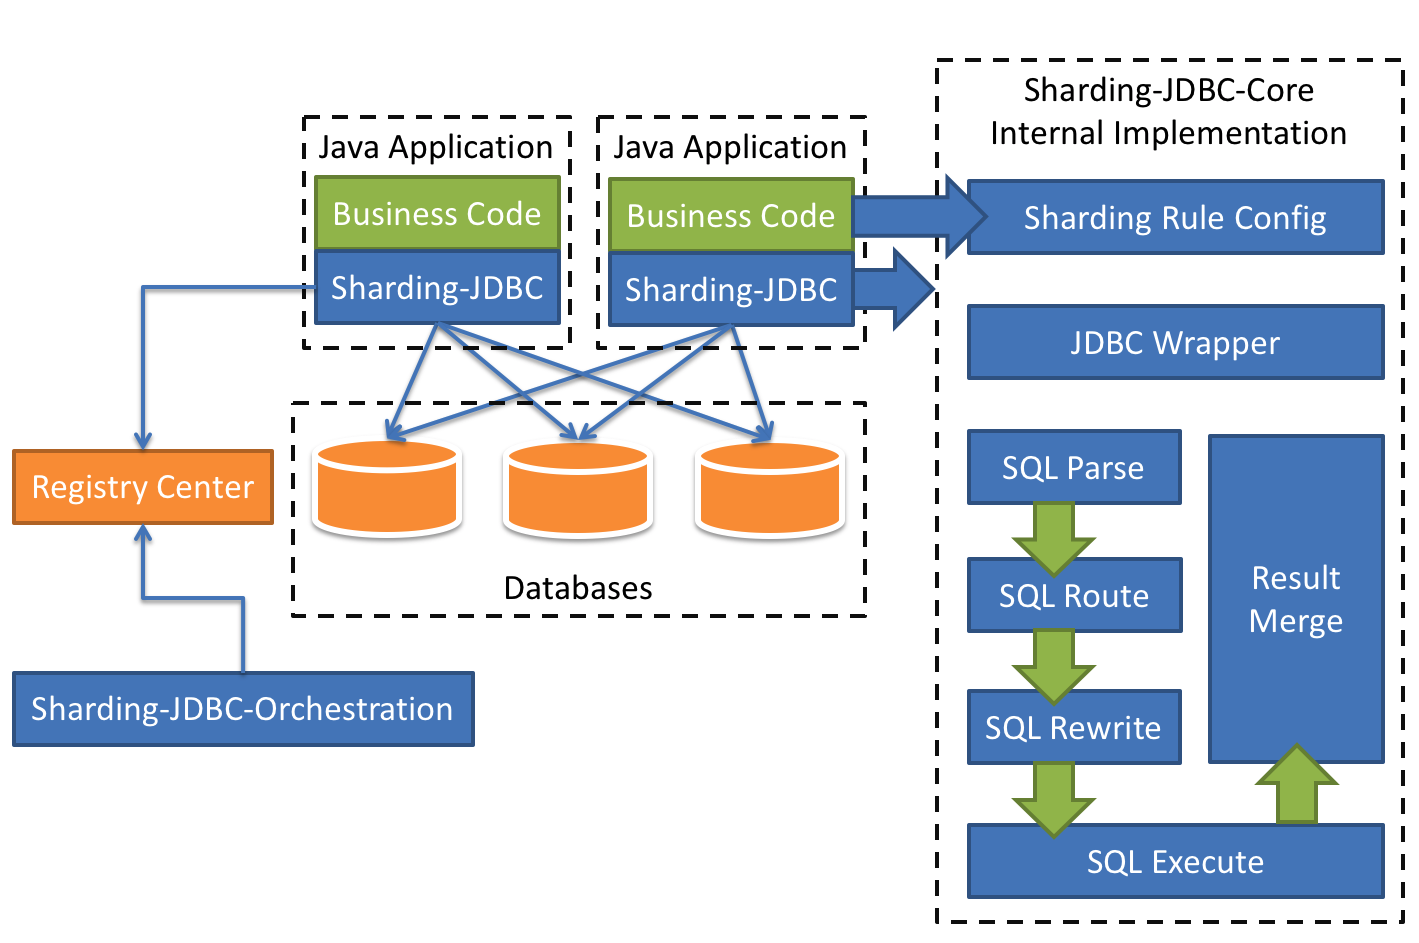 Java Application
Business Code
Sharding-JDBC
Java Application
Business Code
Sharding-JDBC
Registry Center
Databases
Sharding-JDBC-Orchestration
Sharding-JDBC-Core
Internal Implementation
Sharding Rule Config
JDBC Wrapper
SQL Parse
SQL Route
SQL Rewrite
Result
Merge
SQL Execute